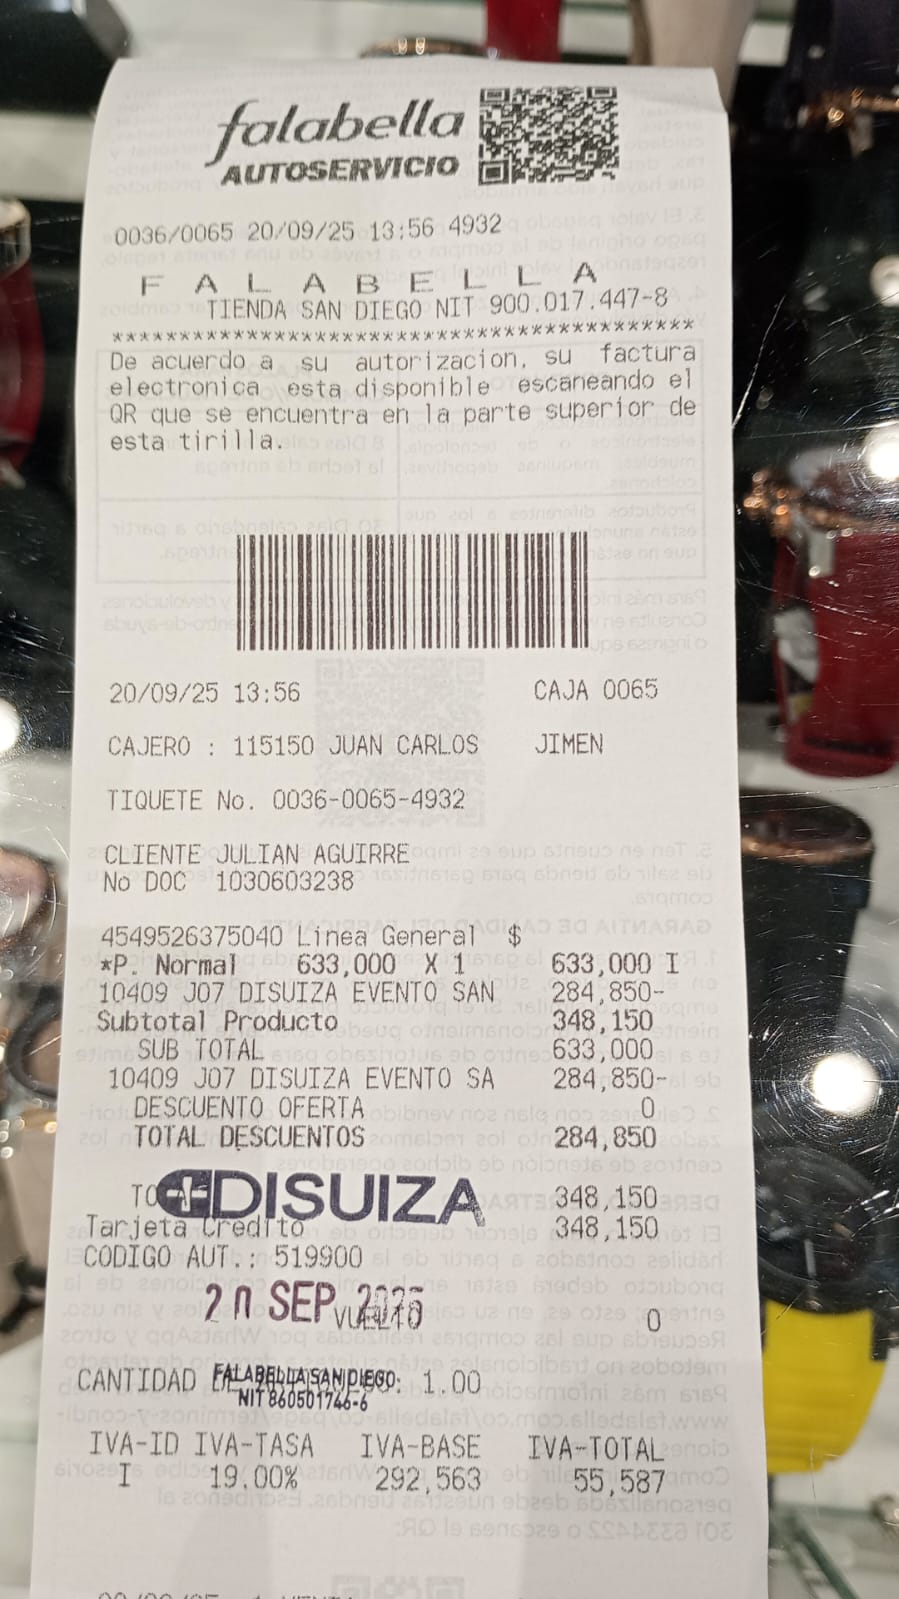 falabella
AUTOSERVICIO
0036/0065 20/09/25 13:56 4932
F A L A B E L L A
TIENDA SAN DIEGO NIT 900.017.447-8
********************************************
De acuerdo a su autorizacion, su factura
electronica esta disponible escaneando el
QR que se encuentra en la parte superior de
esta tirilla.
20/09/25 13:56 CAJA 0065
CAJERO : 115150 JUAN CARLOS JIMEN
TIQUETE No. 0036-0065-4932
CLIENTE JULIAN AGUIRRE
No DOC 1030603238
4549526375040 Linea General $
*P. Normal 633,000 X 1 633,000 I
10409 J07 DISUIZA EVENTO SAN 284,850-
Subtotal Producto 348,150
SUB TOTAL 633,000
10409 J07 DISUIZA EVENTO SA 284,850-
DESCUENTO OFERTA 0
TOTAL DESCUENTOS 284,850
DISUIZA
348,150
Tarjeta Credito 348,150
CODIGO AUT.: 519900
20 SEP 2025
VUELTO 0
CANTIDAD : 1.00
FALABELLA SAN DIEGO
NIT 860501746-6
IVA-ID IVA-TASA IVA-BASE IVA-TOTAL
I 19.00% 292,563 55,587